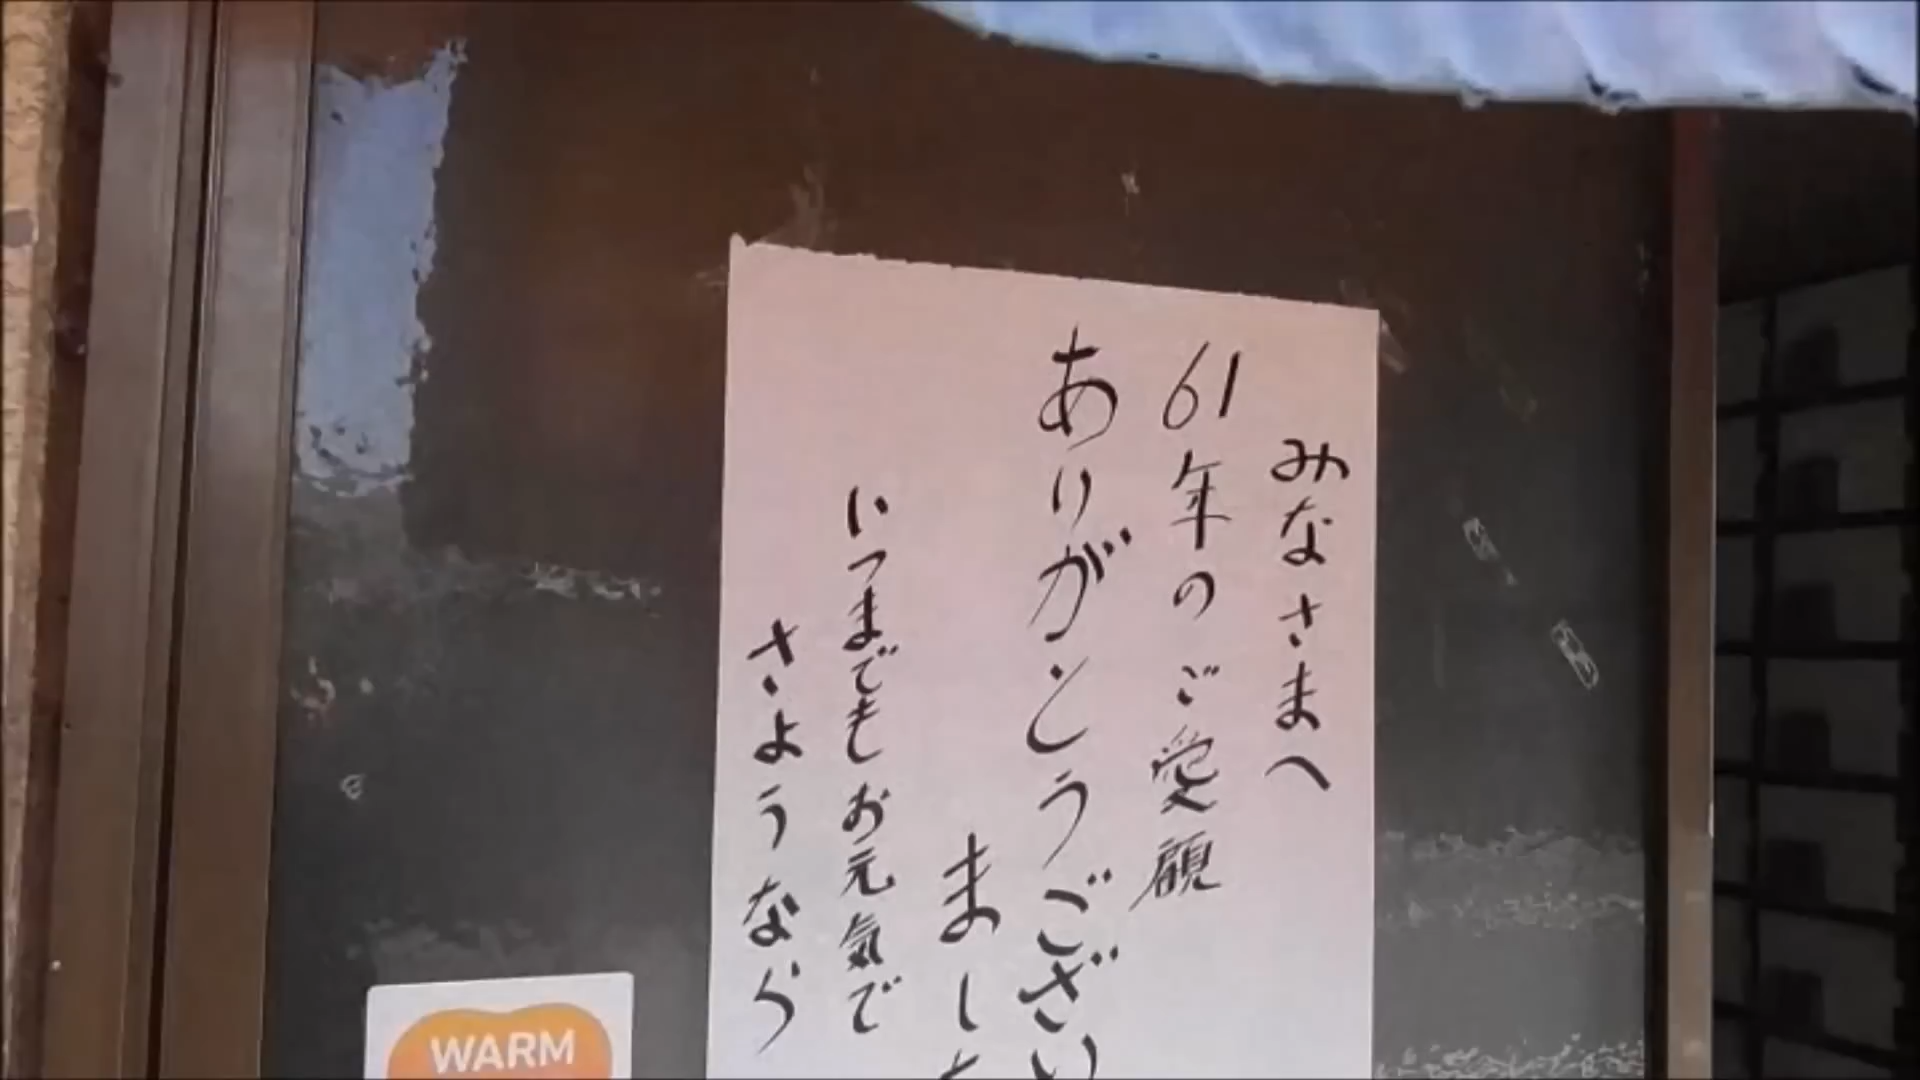 みなさまへ
61年のご愛顧
ありがとうござい
まし
いつまでもお元気で
さようなら
WARM